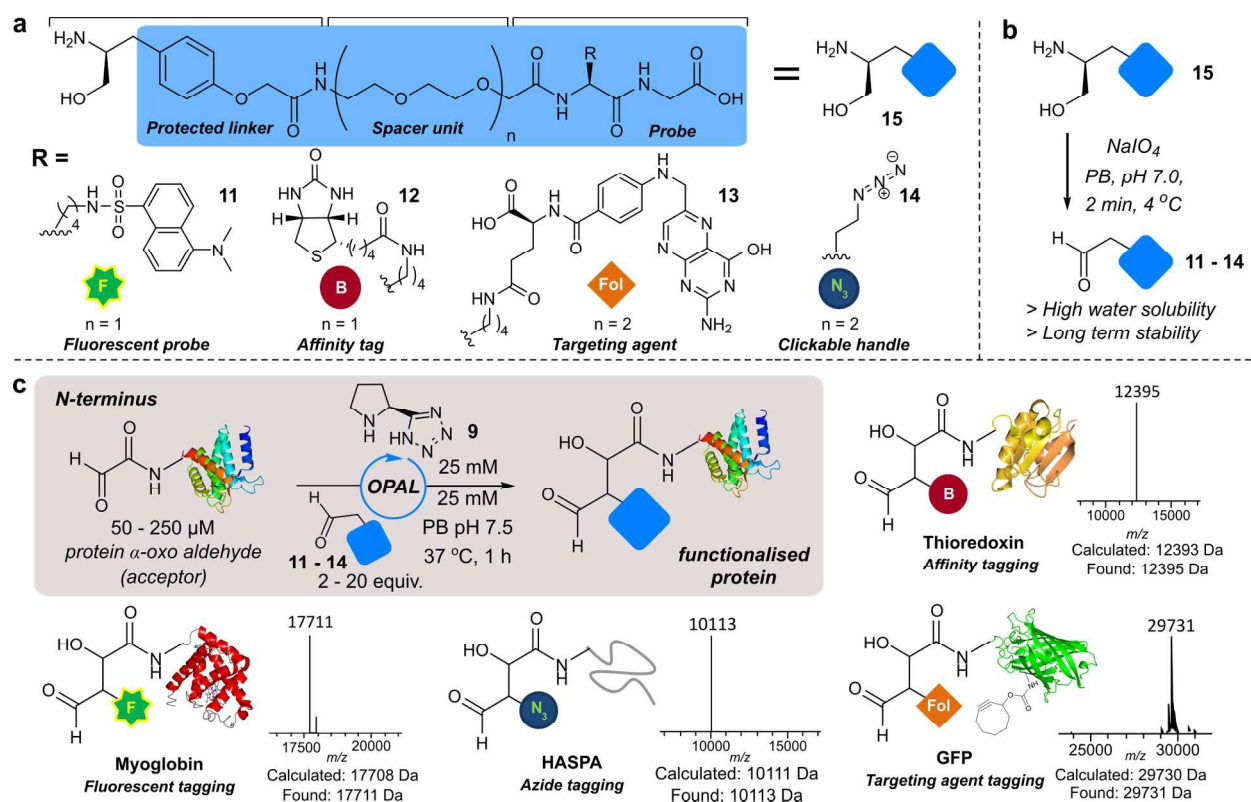 a
H₂N
HO
O
O
H
N
O
O
n
O
N
H
R
O
H
N
O
OH
Protected linker
Spacer unit
Probe
=
H₂N
HO
15
R =
11
4
HN
O
S
O
N
F
n = 1
Fluorescent probe
12
O
HN
NH
H
H
S
4
O
NH
4
B
n = 1
Affinity tag
13
HO
O
H
N
O
H
N
N
N
N
N
OH
NH₂
O
HN
4
Fol
n = 2
Targeting agent
14
N
N
N
⊕
⊖
N₃
n = 2
Clickable handle
b
H₂N
HO
15
NaIO₄
PB, pH 7.0,
2 min, 4 °C
O
H
11 - 14
> High water solubility
> Long term stability
c
N-terminus
O
H
O
N
H
50 - 250 µM
protein α-oxo aldehyde
(acceptor)
N
H
N
N
N
HN
9
25 mM
OPAL
25 mM
O
H
11 - 14
2 - 20 equiv.
PB pH 7.5
37 °C, 1 h
HO
O
N
H
O
H
functionalised
protein
HO
O
N
H
O
H
B
12395
10000
15000
m/z
Thioredoxin
Affinity tagging
Calculated: 12393 Da
Found: 12395 Da
HO
O
N
H
O
H
F
Myoglobin
Fluorescent tagging
17711
17500
20000
m/z
Calculated: 17708 Da
Found: 17711 Da
HO
O
N
H
O
H
N₃
HASPA
Azide tagging
10113
10000
15000
m/z
Calculated: 10111 Da
Found: 10113 Da
HO
O
N
H
O
H
Fol
O
O
NH
GFP
Targeting agent tagging
29731
25000
30000
m/z
Calculated: 29730 Da
Found: 29731 Da